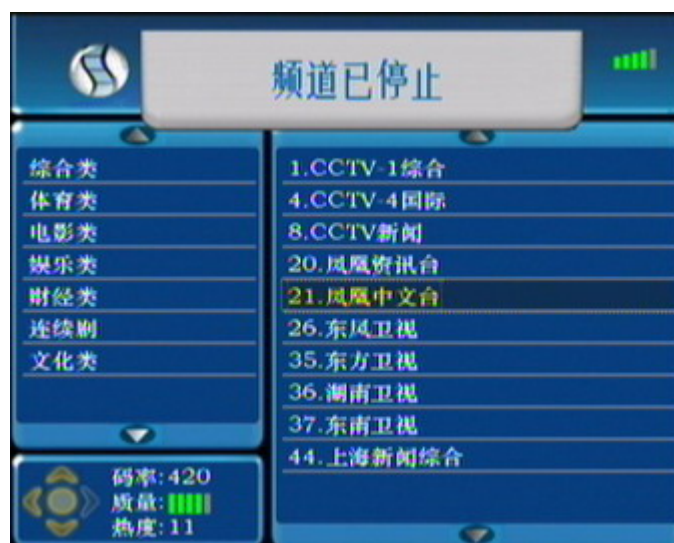 频道已停止
综合类
体育类
电影类
娱乐类
财经类
连续剧
文化类
1.CCTV-1综合
4.CCTV-4国际
8.CCTV新闻
20.凤凰资讯台
21.凤凰中文台
26.东风卫视
35.东方卫视
36.湖南卫视
37.东南卫视
44.上海新闻综合
码率:420
质量:
热度:11